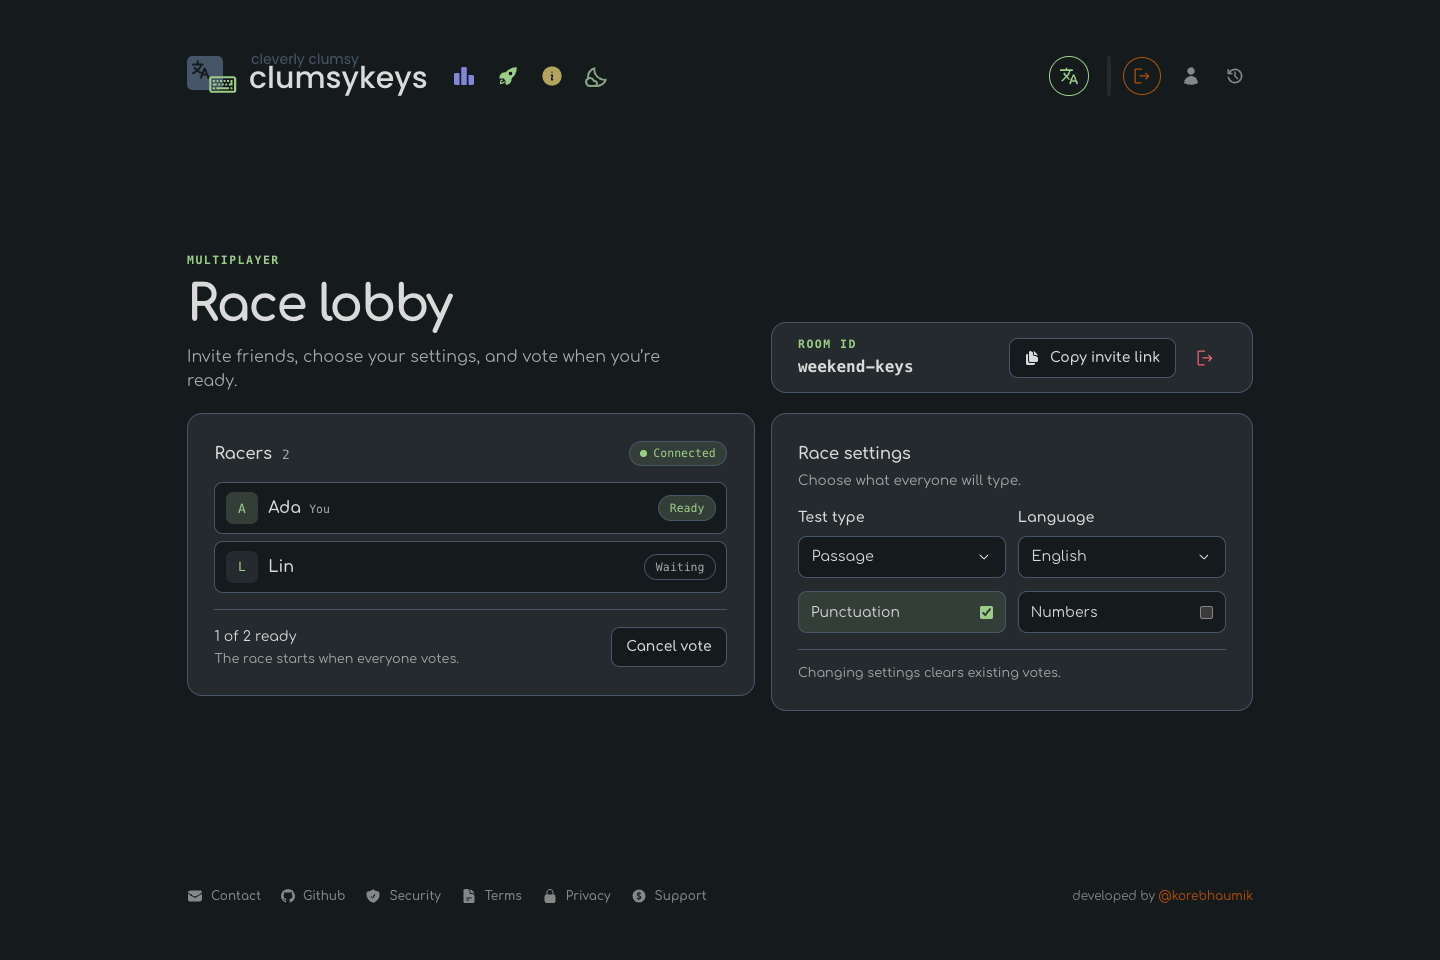 cleverly clumsy
clumsykeys
MULTIPLAYER
Race lobby
Invite friends, choose your settings, and vote when you're
ready.
ROOM ID
weekend-keys
Copy invite link
Racers 2
Connected
A Ada You
Ready
L Lin
Waiting
1 of 2 ready
The race starts when everyone votes.
Cancel vote
Race settings
Choose what everyone will type.
Test type
Language
Passage
English
Punctuation
Numbers
Changing settings clears existing votes.
Contact Github Security Terms Privacy Support
developed by @korebhaumik